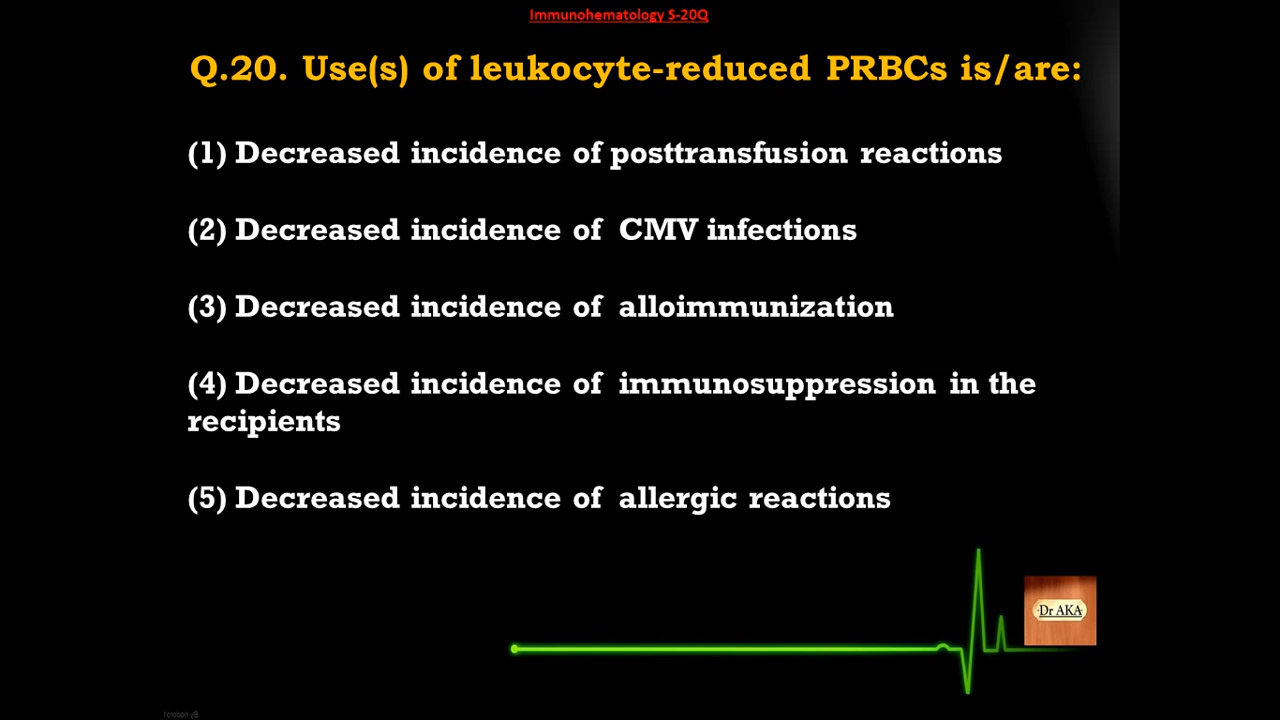 Immunohematology S-20Q
Q.20. Use(s) of leukocyte-reduced PRBCs is/are:
(1) Decreased incidence of posttransfusion reactions
(2) Decreased incidence of CMV infections
(3) Decreased incidence of alloimmunization
(4) Decreased incidence of immunosuppression in the
recipients
(5) Decreased incidence of allergic reactions
Dr AKA